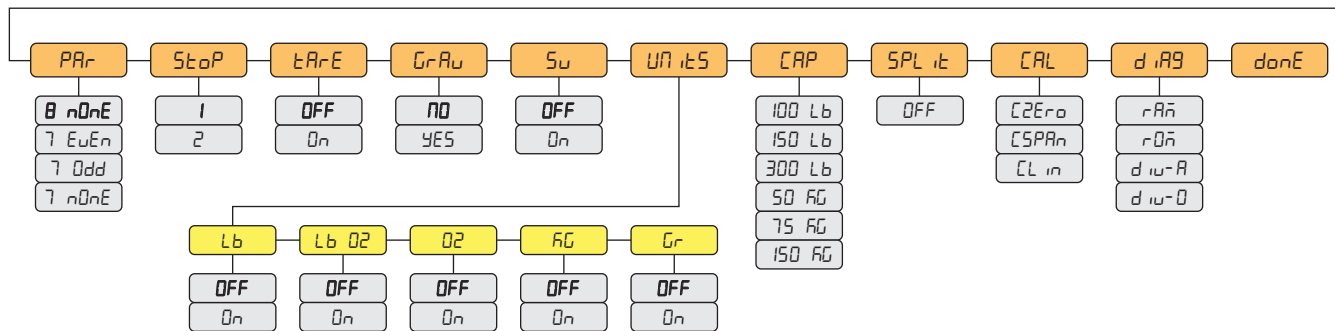 PAr StoP tArE GrAv Sv UNitS CAP SPLit CAL diAg donE
8 nOnE
7 EvEn
7 Odd
7 nOnE
1
2
OFF
On
NO
YES
OFF
On
100 Lb
150 Lb
300 Lb
50 KG
75 KG
150 KG
OFF
CZEro
CSPAn
CLin
rAm
rOm
div-A
div-O
Lb Lb OZ OZ KG Gr
OFF OFF OFF OFF OFF
On On On On On